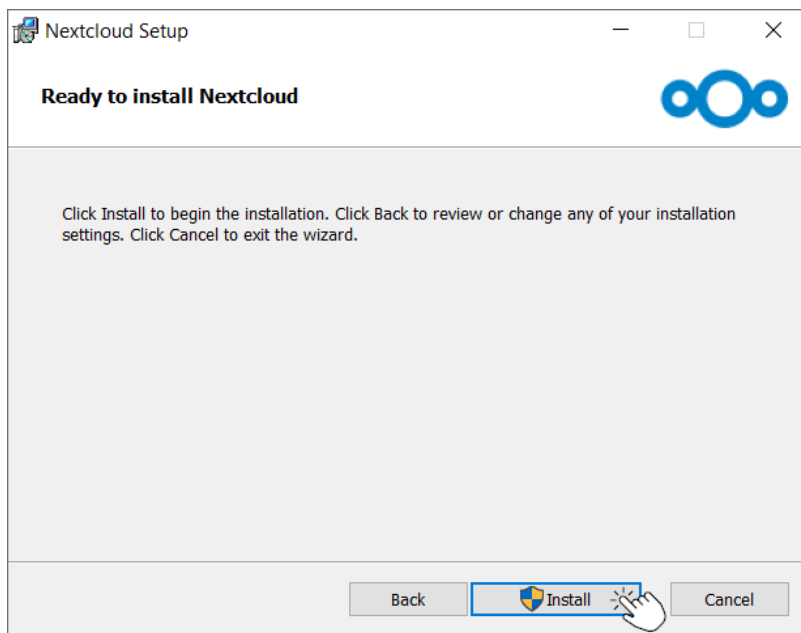 Nextcloud Setup
Ready to install Nextcloud
Click Install to begin the installation. Click Back to review or change any of your installation
settings. Click Cancel to exit the wizard.
Back
Install
Cancel